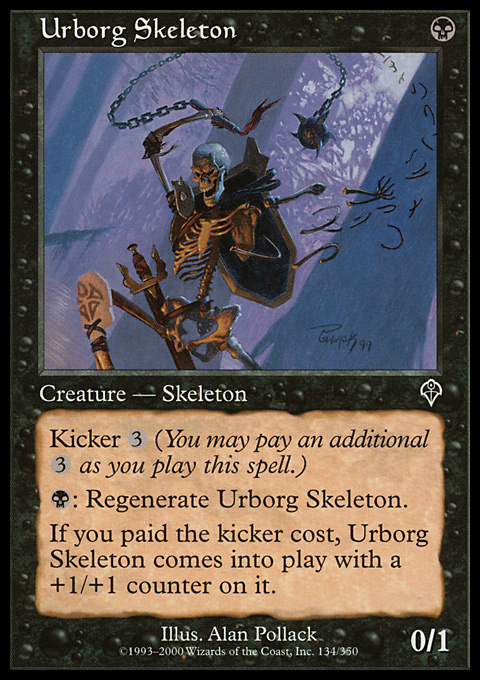 Urborg Skeleton
Creature — Skeleton
Kicker 3 (You may pay an additional
3 as you play this spell.)
: Regenerate Urborg Skeleton.
If you paid the kicker cost, Urborg
Skeleton comes into play with a
+1/+1 counter on it.
Illus. Alan Pollack
©1993–2000 Wizards of the Coast, Inc. 134/350
0/1